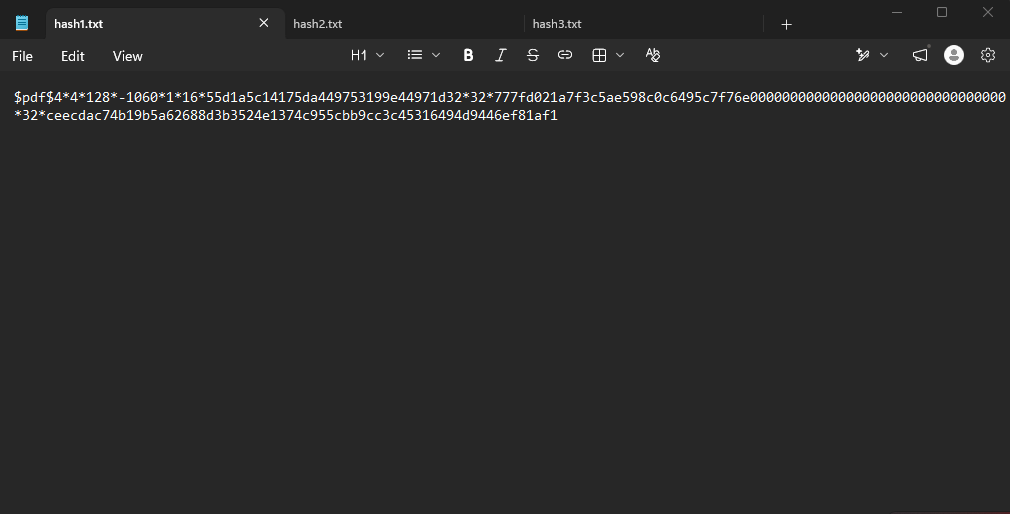 hash1.txt
hash2.txt
hash3.txt
File Edit View
H1
$pdf$4*4*128*-1060*1*16*55d1a5c14175da449753199e44971d32*32*777fd021a7f3c5ae598c0c6495c7f76e00000000000000000000000000000000
*32*ceecdac74b19b5a62688d3b3524e1374c955cbb9cc3c45316494d9446ef81af1